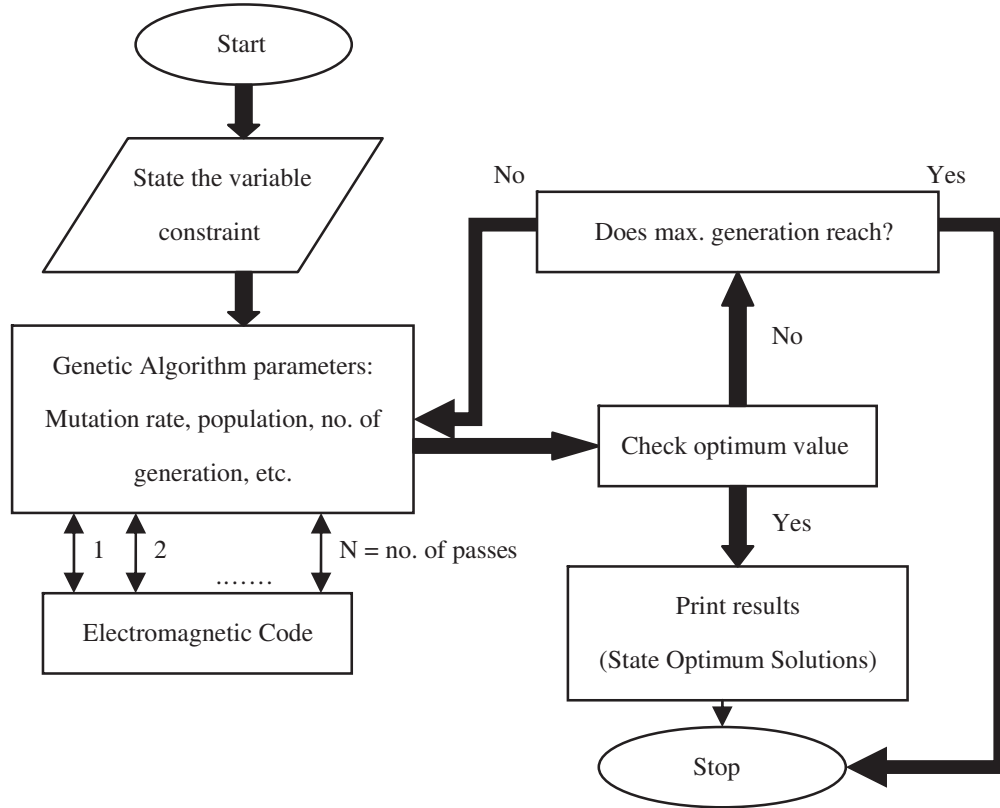 Start
State the variable
constraint
Genetic Algorithm parameters:
Mutation rate, population, no. of
generation, etc.
1
2
.......
N = no. of passes
Electromagnetic Code
No
Yes
Does max. generation reach?
No
Check optimum value
Yes
Print results
(State Optimum Solutions)
Stop